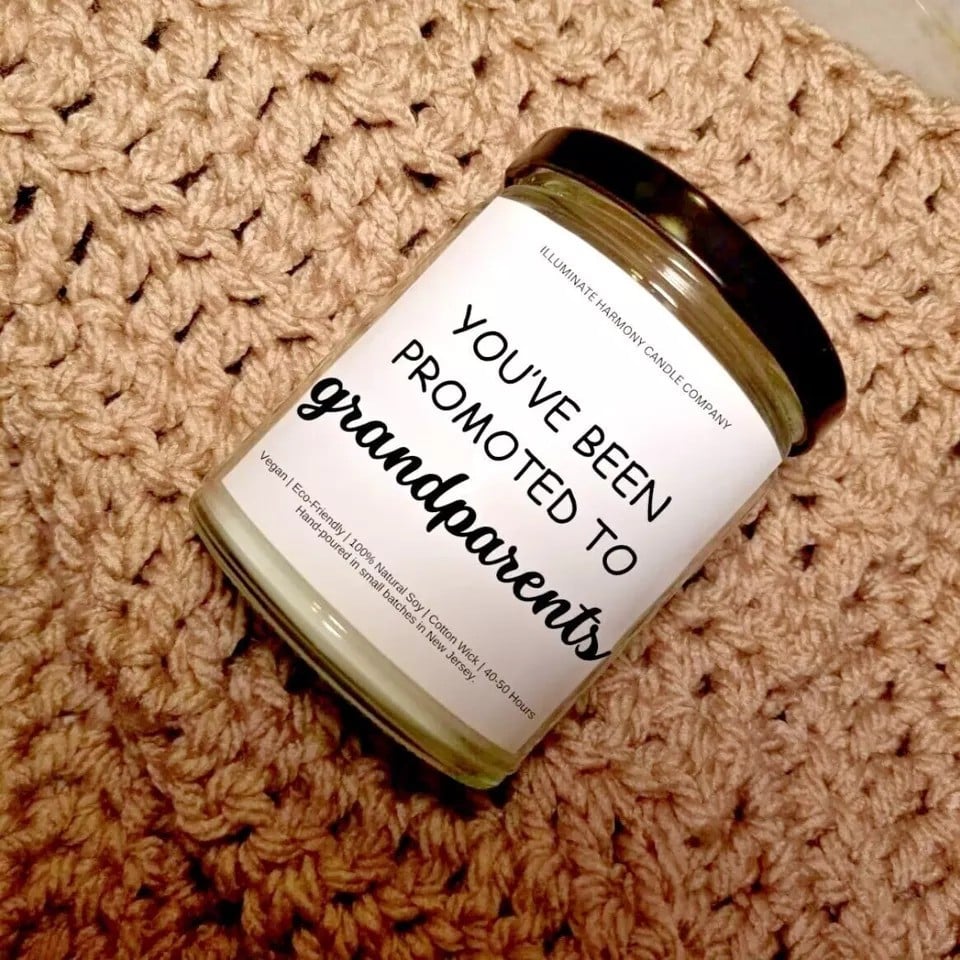 ILLUMINATE HARMONY CANDLE COMPANY
YOU'VE BEEN
PROMOTED TO
grandparents
Vegan | Eco-Friendly | 100% Natural Soy | Cotton Wick | 40-50 Hours
Hand-poured in small batches in New Jersey.